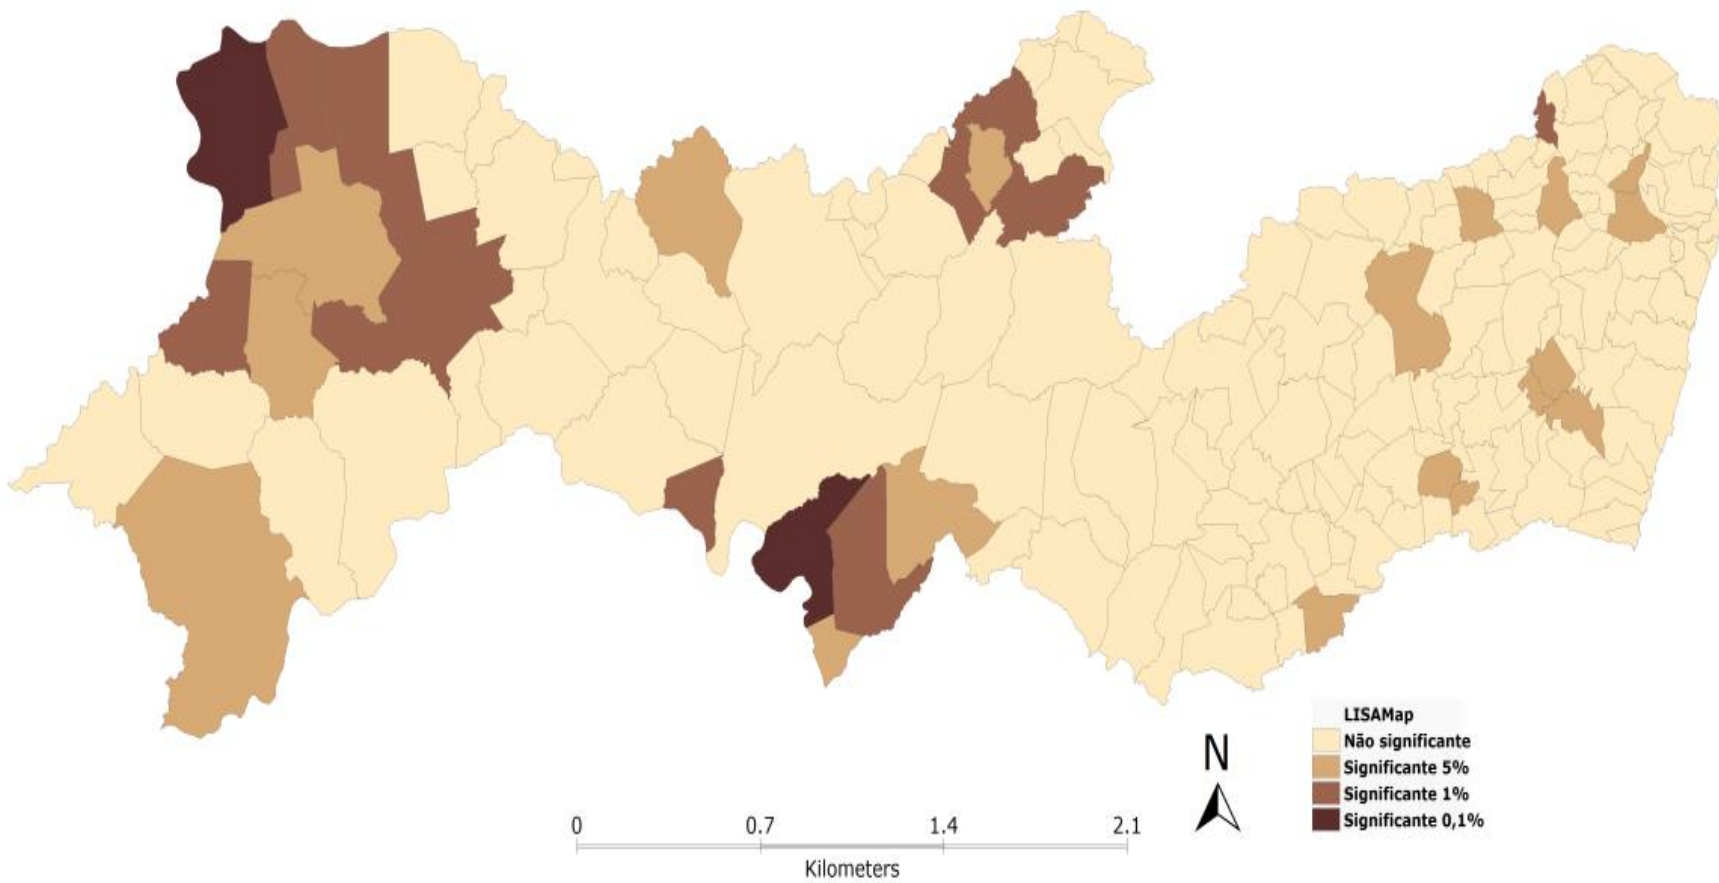 LISAMap
Não significante
Significante 5%
Significante 1%
Significante 0,1%
N
0 0.7 1.4 2.1
Kilometers